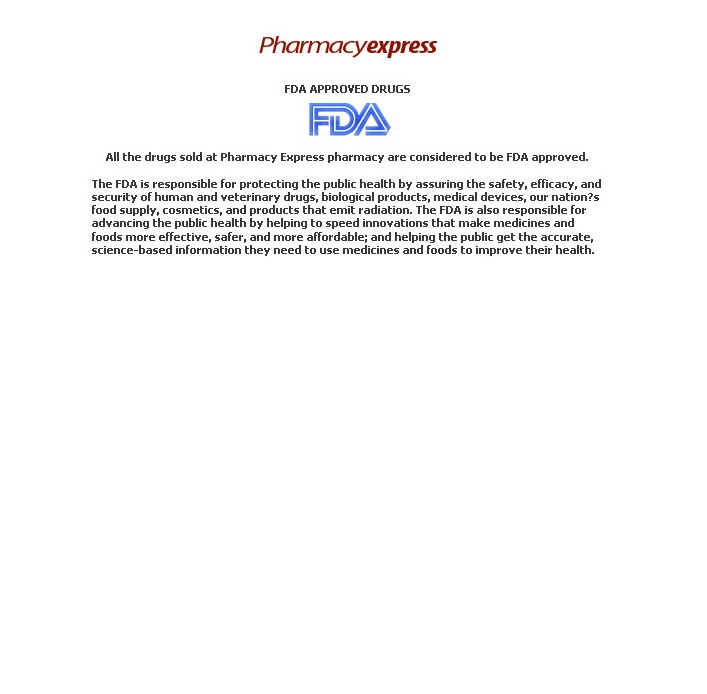 Pharmacyexpress
FDA APPROVED DRUGS
FDA
All the drugs sold at Pharmacy Express pharmacy are considered to be FDA approved.
The FDA is responsible for protecting the public health by assuring the safety, efficacy, and
security of human and veterinary drugs, biological products, medical devices, our nation?s
food supply, cosmetics, and products that emit radiation. The FDA is also responsible for
advancing the public health by helping to speed innovations that make medicines and
foods more effective, safer, and more affordable; and helping the public get the accurate,
science-based information they need to use medicines and foods to improve their health.